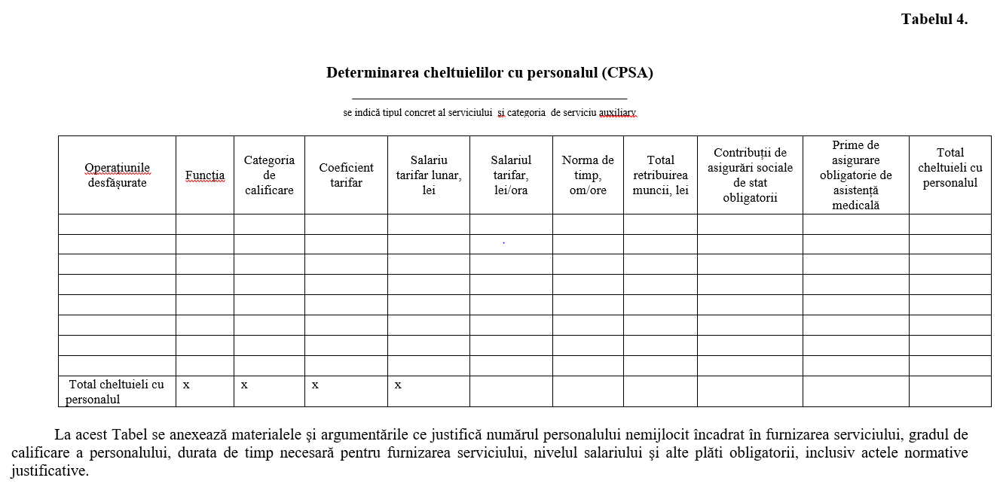 Tabelul 4.
Determinarea cheltuielilor cu personalul (CPSA)
se indică tipul concret al serviciului și categoria de serviciu auxiliary
Operațiunile
desfășurate
Funcția
Categoria
de
calificare
Coeficient
tarifar
Salariu
tarifar lunar,
lei
Salariul
tarifar,
lei/ora
Norma de
timp,
om/ore
Total
retribuirea
muncii, lei
Contribuții de
asigurări sociale
de stat
obligatorii
Prime de
asigurare
obligatorie de
asistență
medicală
Total
cheltuieli cu
personalul
Total cheltuieli cu
personalul
x
x
x
x
La acest Tabel se anexează materialele și argumentările ce justifică numărul personalului nemijlocit încadrat în furnizarea serviciului, gradul de
calificare a personalului, durata de timp necesară pentru furnizarea serviciului, nivelul salariului și alte plăti obligatorii, inclusiv actele normative
justificative.